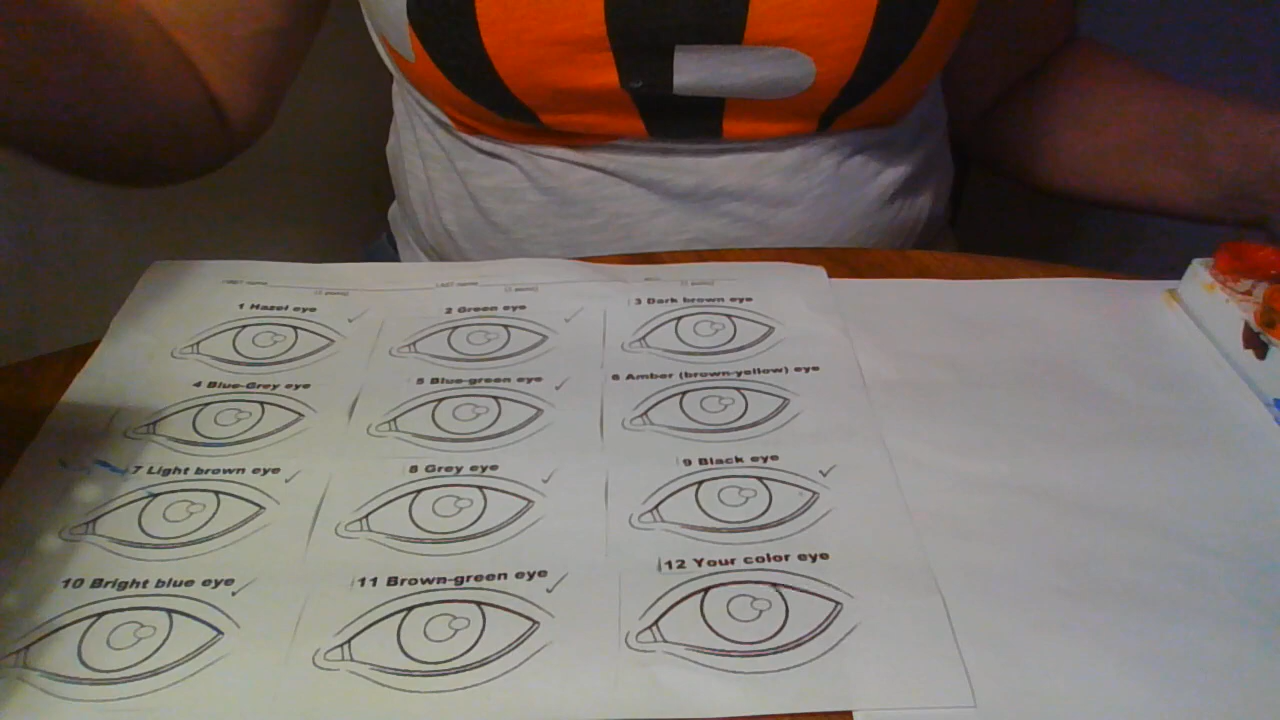 1 Hazel eye
2 Green eye
3 Dark brown eye
4 Blue-Grey eye
5 Blue-green eye
6 Amber (brown-yellow) eye
7 Light brown eye
8 Grey eye
9 Black eye
10 Bright blue eye
11 Brown-green eye
12 Your color eye